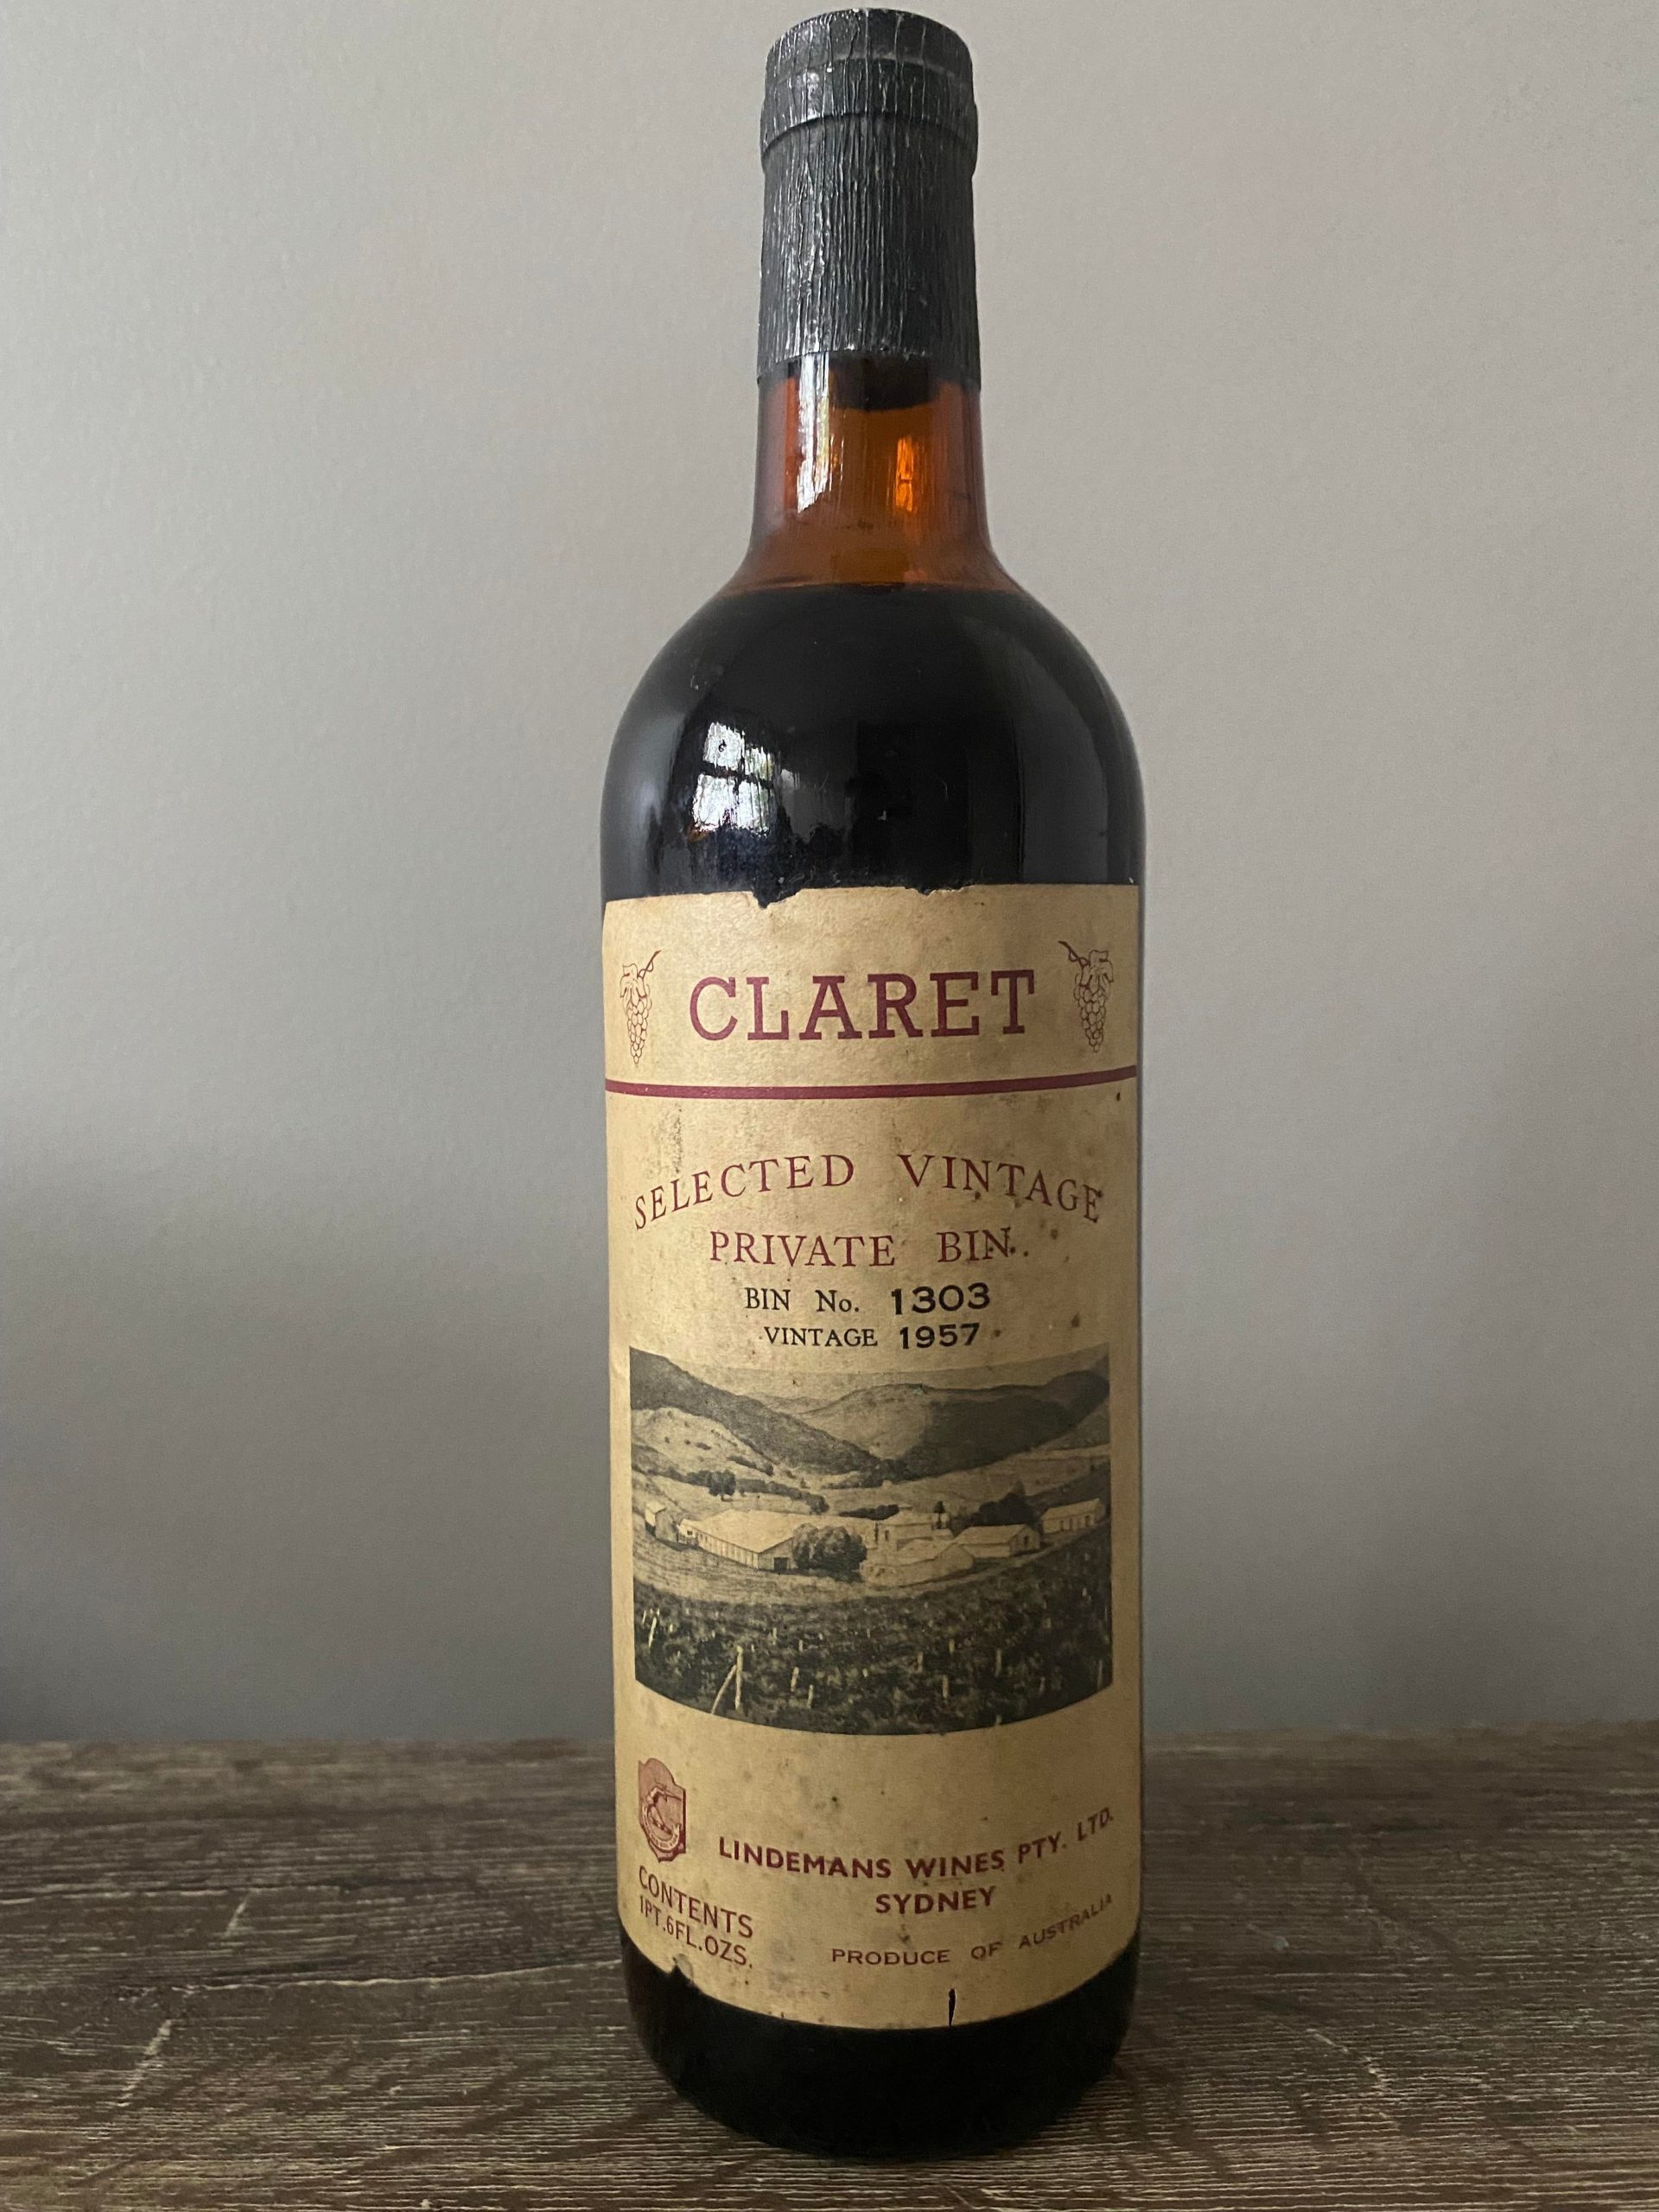 CLARET
SELECTED VINTAGE
PRIVATE BIN
BIN No. 1303
VINTAGE 1957
LINDEMANS WINES PTY. LTD.
SYDNEY
CONTENTS
1PT.6FL.OZS.
PRODUCE OF AUSTRALIA